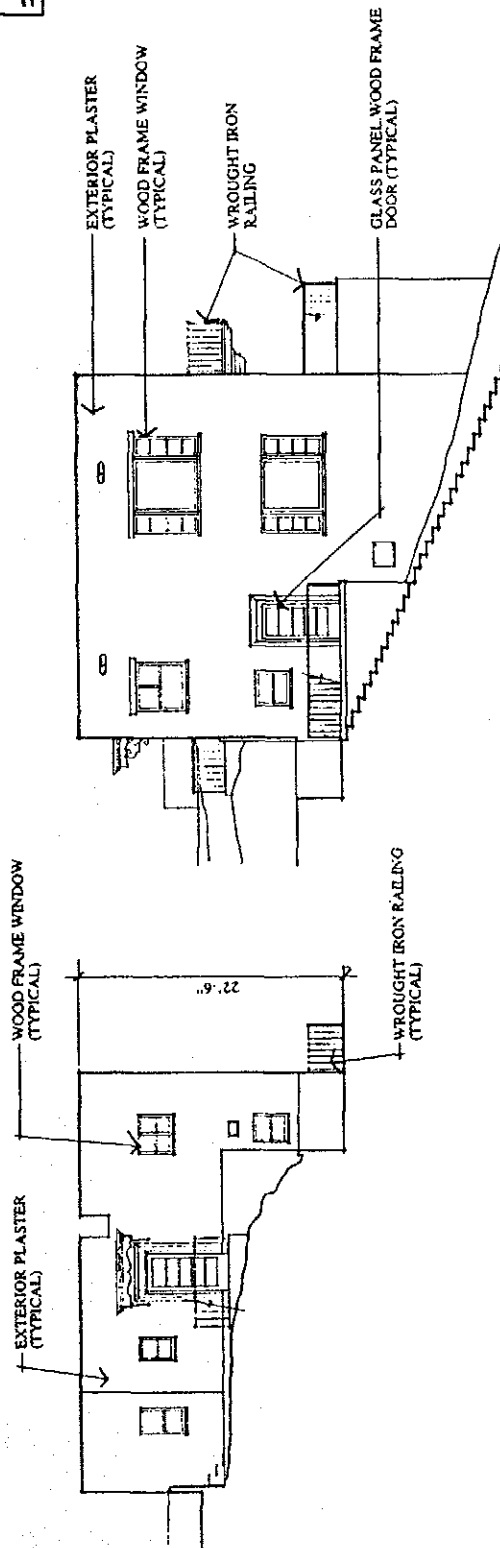 EXTERIOR PLASTER
(TYPICAL)
WOOD FRAME WINDOW
(TYPICAL)
22'-6"
WROUGHT IRON RAILING
(TYPICAL)
EXTERIOR PLASTER
(TYPICAL)
WOOD FRAME WINDOW
(TYPICAL)
WROUGHT IRON
RAILING
GLASS PANEL WOOD FRAME
DOOR (TYPICAL)